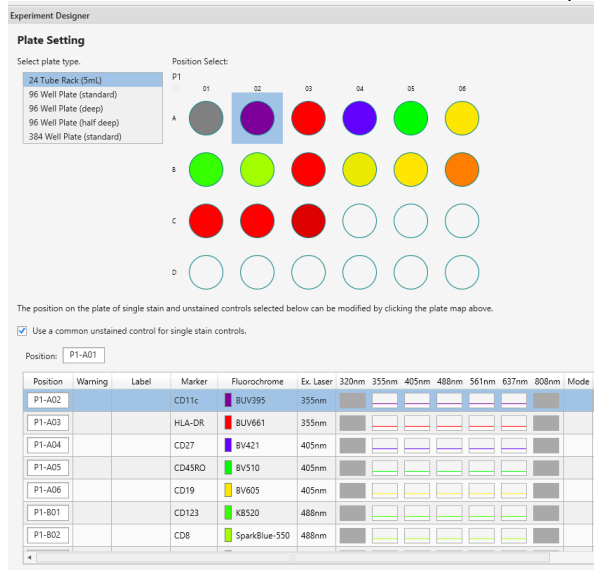 Experiment Designer
Plate Setting
Select plate type.
24 Tube Rack (5mL)
96 Well Plate (standard)
96 Well Plate (deep)
96 Well Plate (half deep)
384 Well Plate (standard)
Position Select:
P1
01 02 03 04 05 06
A
B
C
D
The position on the plate of single stain and unstained controls selected below can be modified by clicking the plate map above.
Use a common unstained control for single stain controls.
Position: P1-A01
Position Warning Label Marker Fluorochrome Ex. Laser 320nm 355nm 405nm 488nm 561nm 637nm 808nm Mode
P1-A02 CD11c BUV395 355nm
P1-A03 HLA-DR BUV661 355nm
P1-A04 CD27 BV421 405nm
P1-A05 CD45RO BV510 405nm
P1-A06 CD19 BV605 405nm
P1-B01 CD123 KB520 488nm
P1-B02 CD8 SparkBlue-550 488nm